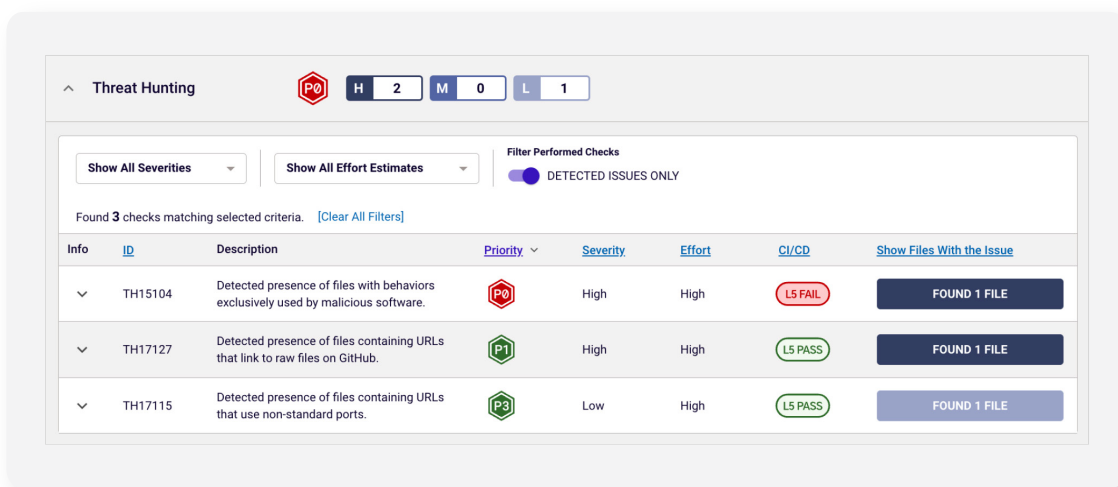 Threat Hunting
P0
H 2 M 0 L 1
Show All Severities
Show All Effort Estimates
Filter Performed Checks
DETECTED ISSUES ONLY
Found 3 checks matching selected criteria. [Clear All Filters]
Info ID Description Priority Severity Effort CI/CD Show Files With the Issue
TH15104
Detected presence of files with behaviors
exclusively used by malicious software.
P0 High High L5 FAIL FOUND 1 FILE
TH17127
Detected presence of files containing URLs
that link to raw files on GitHub.
P1 High High L5 PASS FOUND 1 FILE
TH17115
Detected presence of files containing URLs
that use non-standard ports.
P3 Low High L5 PASS FOUND 1 FILE